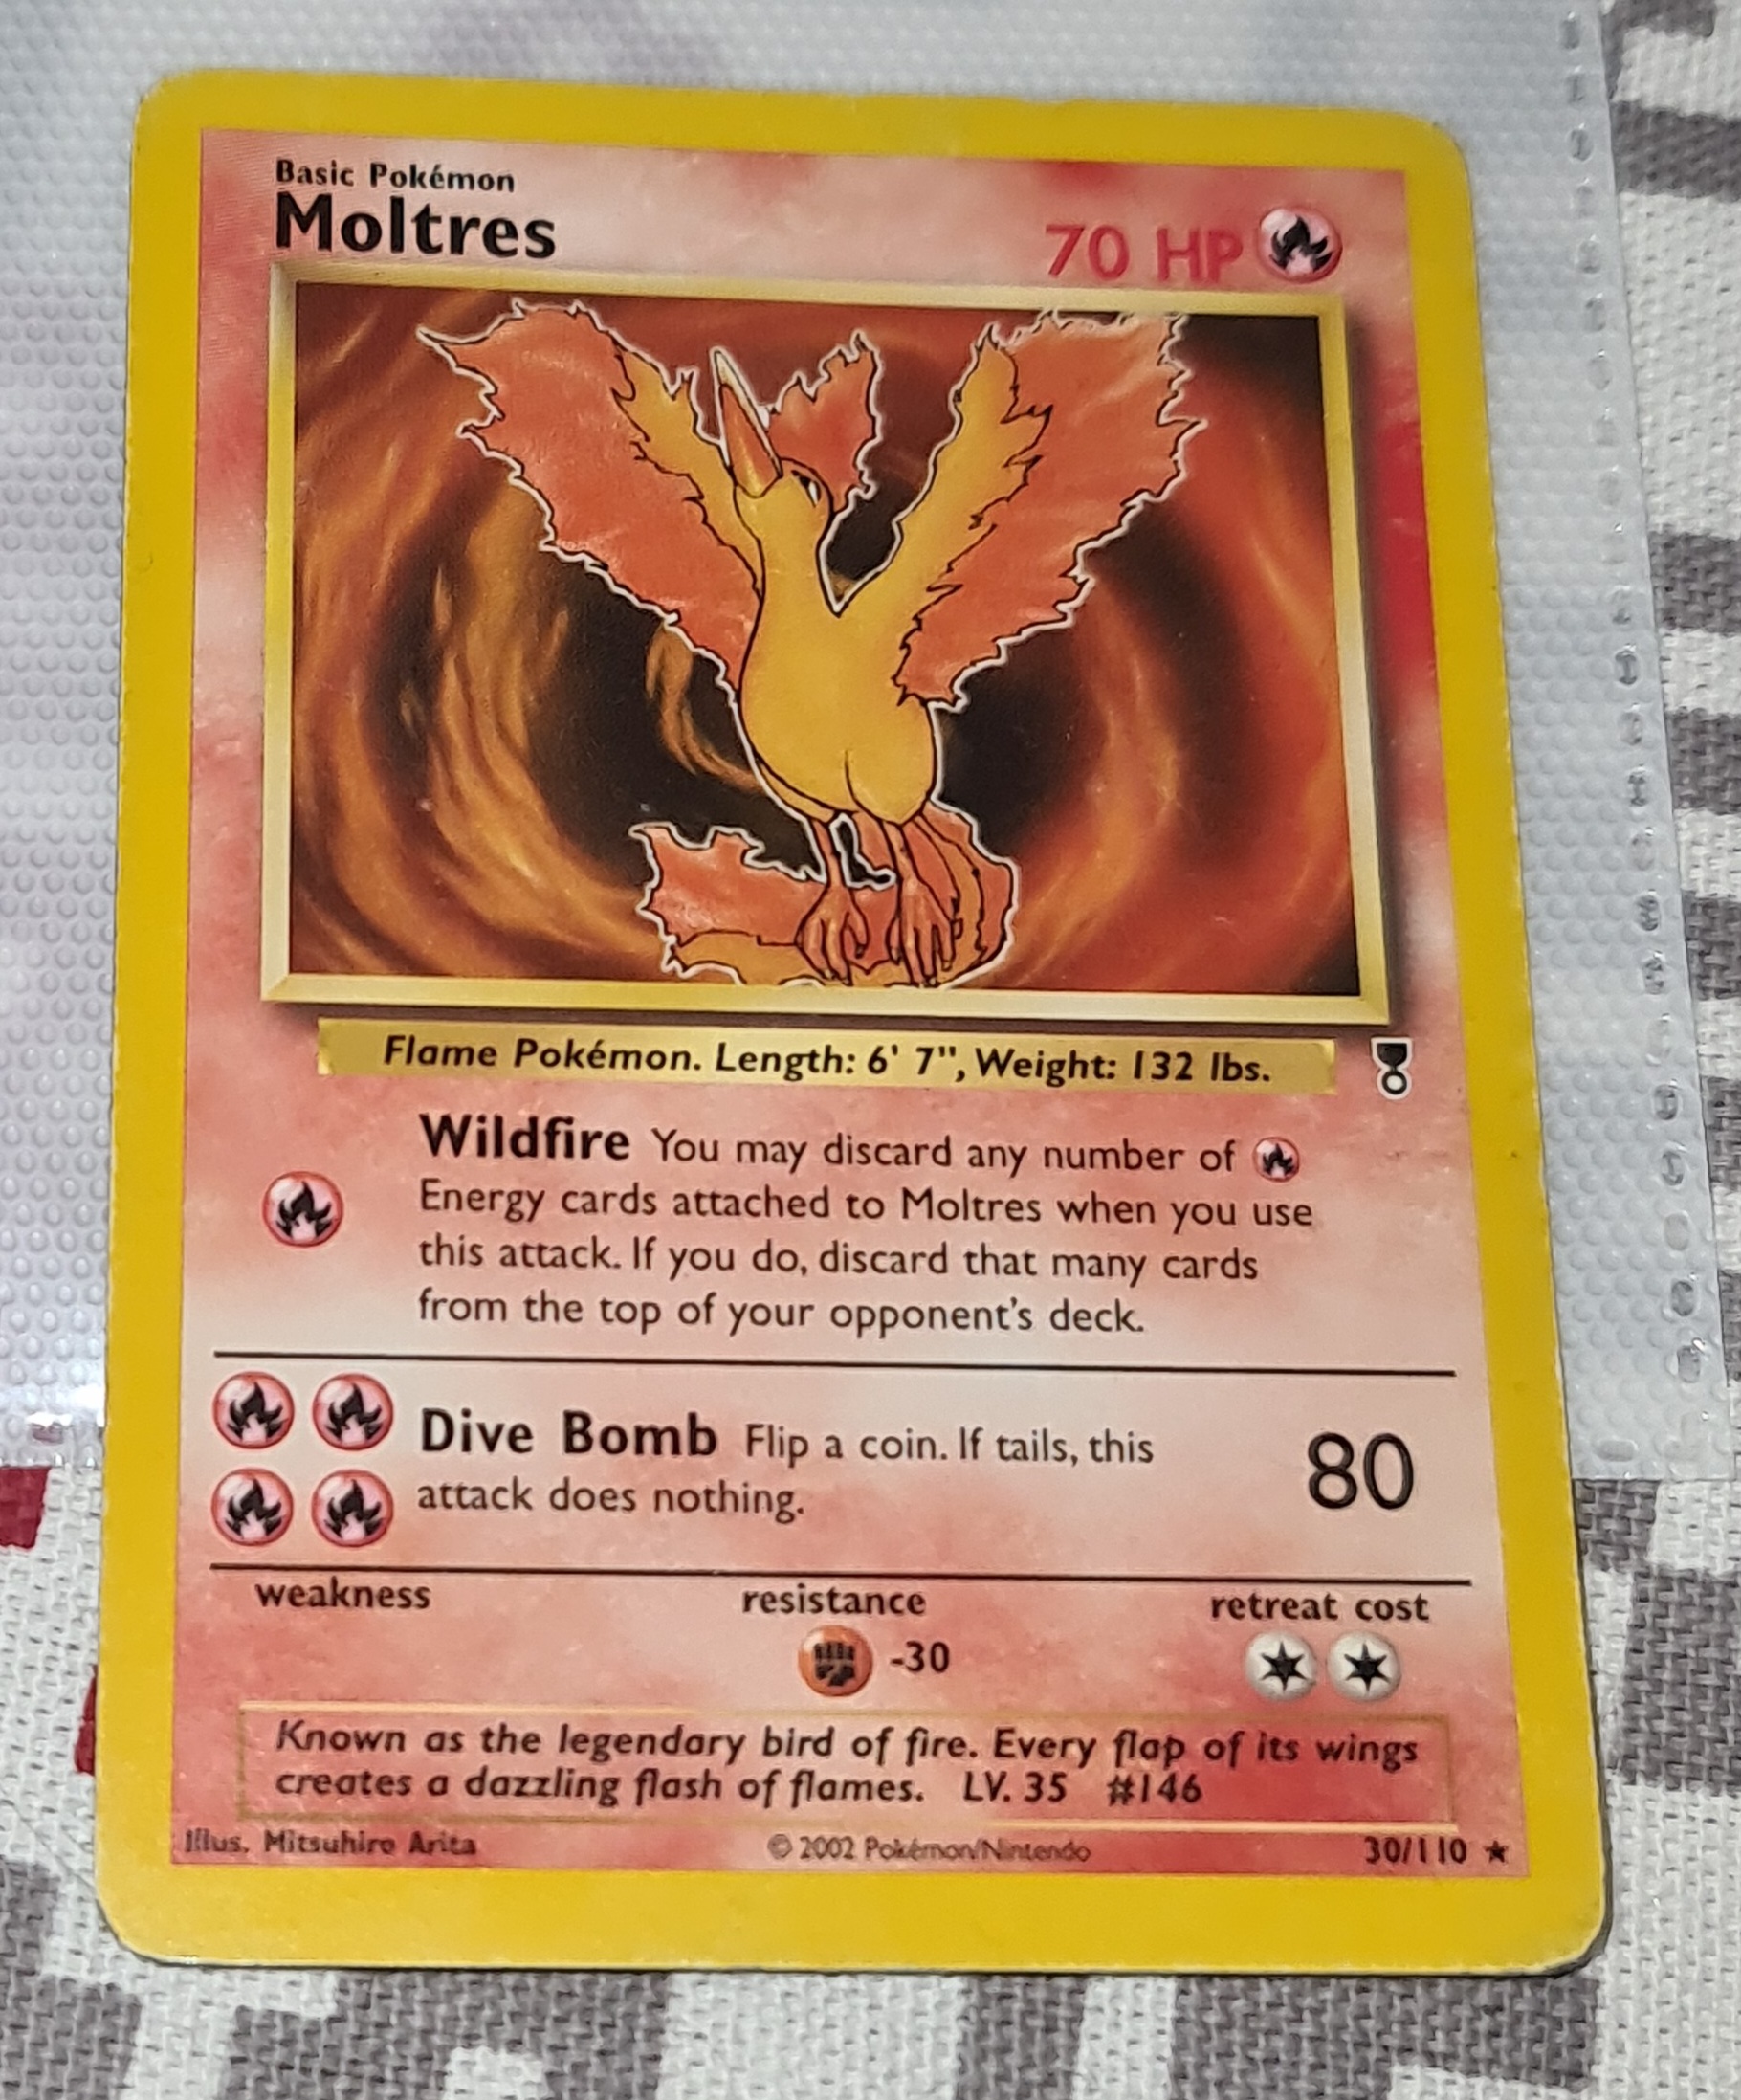 Basic Pokémon
Moltres
70 HP
Flame Pokémon. Length: 6' 7", Weight: 132 lbs.
Wildfire You may discard any number of
Energy cards attached to Moltres when you use
this attack. If you do, discard that many cards
from the top of your opponent's deck.
Dive Bomb Flip a coin. If tails, this
attack does nothing.
80
weakness resistance retreat cost
-30
Known as the legendary bird of fire. Every flap of its wings
creates a dazzling flash of flames. LV. 35 #146
Illus. Mitsuhiro Arita © 2002 Pokémon/Nintendo 30/110 ★